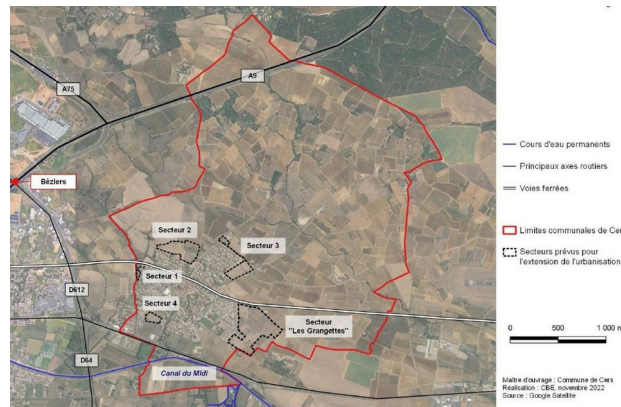 A75
A9
Béziers
Secteur 2
Secteur 3
Secteur 1
D612
Secteur 4
Secteur
"Les Grangettes"
D64
Canal du Midi
Cours d'eau permanents
Principaux axes routiers
Voies ferrées
Limites communales de Cers
Secteurs prévus pour
l'extension de l'urbanisation
0 500 1 000 m
Maître d'ouvrage : Commune de Cers
Réalisation : CBE, novembre 2022
Source : Google Satellite